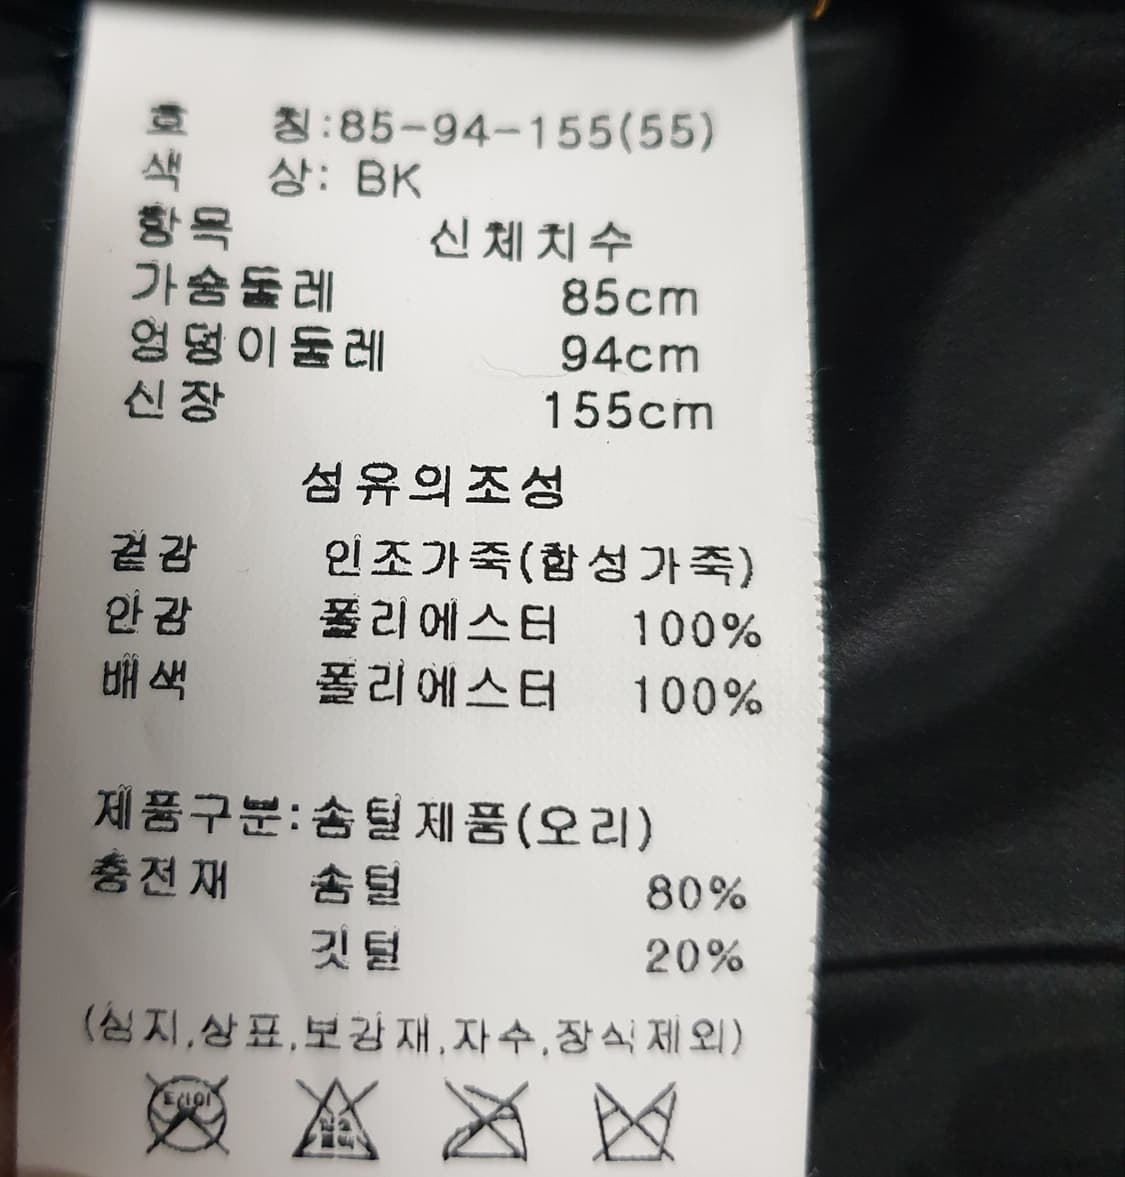 호 칭:85-94-155(55)
색 상: BK
항목 신체치수
가슴둘레 85cm
엉덩이둘레 94cm
신장 155cm
섬유의조성
겉감 인조가죽(합성가죽)
안감 폴리에스터 100%
배색 폴리에스터 100%
제품구분:솜털제품(오리)
충전재 솜털 80%
깃털 20%
(심지,상표,보강재,자수,장식제외)
드라이